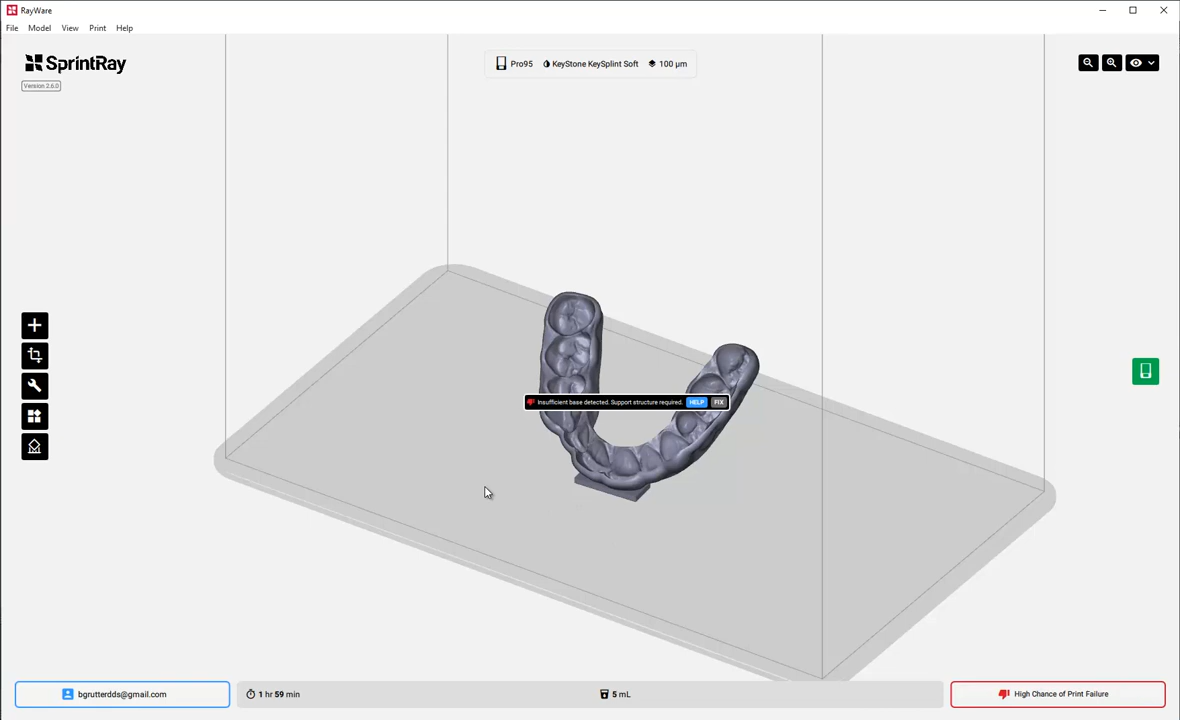 RayWare
File Model View Print Help
SprintRay
Version 2.6.0
Pro95 KeyStone KeySplint Soft 100 µm
Insufficient base detected. Support structure required. HELP FIX
bgrutterdds@gmail.com 1 hr 59 min 5 mL High Chance of Print Failure